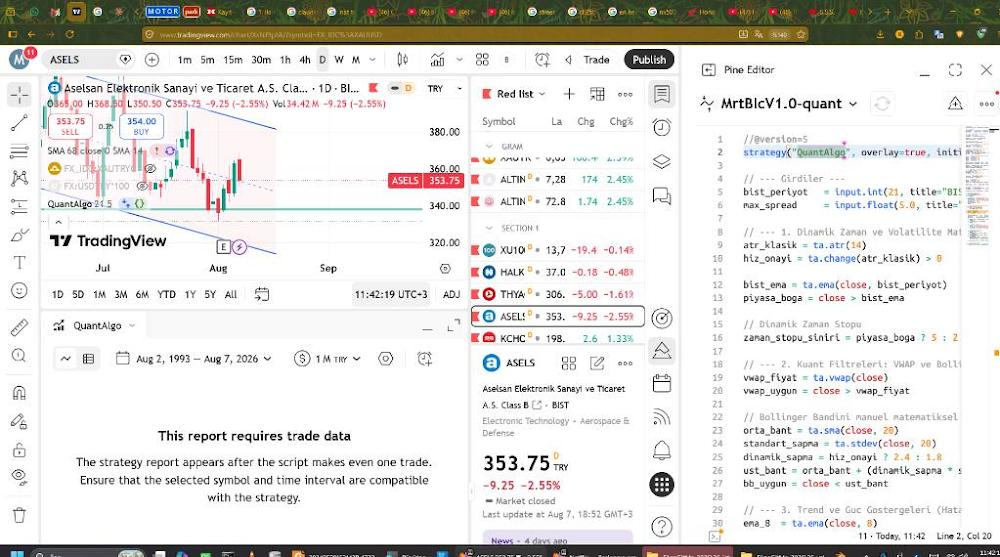 www.tradingview.com/chart/
%140
M 11 ASELS 1m 5m 15m 30m 1h 4h D W M Trade Publish
Aselsan Elektronik Sanayi ve Ticaret A.S. Cla... · 1D · BI... D TRY
O365.00 H368.50 L350.50 C353.75 -9.25 (-2.55%) Vol34.42 M -9.25 (-2.55%)
353.75 SELL
354.00 BUY
SMA 68 close 0 SMA 14
FX_IDC:XAUTRY
FX:USDTRY*100
QuantAlgo 21 5
380.00
360.00
ASELS 353.75
340.00
320.00
TradingView
E
Jul Aug Sep
1D 5D 1M 3M 6M YTD 1Y 5Y All 11:42:19 UTC+3 ADJ
QuantAlgo
Aug 2, 1993 — Aug 7, 2026 1 M TRY
This report requires trade data
The strategy report appears after the script makes even one trade.
Ensure that the selected symbol and time interval are compatible
with the strategy.
Red list
Symbol La Chg Chg%
GRAM
ALTIN D 7,28 174 2.45%
ALTIN D 72.8 1.74 2.45%
SECTION 1
XU10 D 13,7 -19.4 -0.14%
HALK D 37.0 -0.18 -0.48%
THYA D 306. -5.00 -1.61%
ASELS D 353. -9.25 -2.55%
KCHO D 198. 2.6 1.33%
ASELS
Aselsan Elektronik Sanayi ve Ticaret
A.S. Class B · BIST
Electronic Technology · Aerospace &
Defense
353.75 D TRY
-9.25 -2.55%
Market closed
Last update at Aug 7, 18:52 GMT+3
News · 4 days ago
Pine Editor
MrtBlcV1.0-quant
1 //@version=5
2 strategy("QuantAlgo", overlay=true, initi
3
4 // --- Girdiler ---
5 bist_periyot = input.int(21, title="BIS
6 max_spread = input.float(5.0, title="
7
8 // --- 1. Dinamik Zaman ve Volatilite Ma
9 atr_klasik = ta.atr(14)
10 hiz_onayi = ta.change(atr_klasik) > 0
11
12 bist_ema = ta.ema(close, bist_periyot)
13 piyasa_boga = close > bist_ema
14
15 // Dinamik Zaman Stopu
16 zaman_stopu_siniri = piyasa_boga ? 5 : 2
17
18 // --- 2. Kuant Filtreleri: VWAP ve Bolli
19 vwap_fiyat = ta.vwap(close)
20 vwap_uygun = close > vwap_fiyat
21
22 // Bollinger Bandini manuel matematiksel
23 orta_bant = ta.sma(close, 20)
24 standart_sapma = ta.stdev(close, 20)
25 dinamik_sapma = hiz_onayi ? 2.4 : 1.8
26 ust_bant = orta_bant + (dinamik_sapma * s
27 bb_uygun = close < ust_bant
28
29 // --- 3. Trend ve Guc Gostergeleri (Hata
30 ema_8 = ta.ema(close, 8)
11 · Today, 11:42 Line 2, Col 20